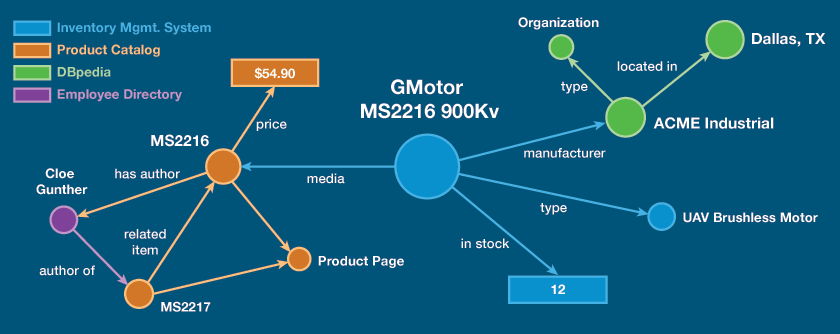 Inventory Mgmt. System
Product Catalog
DBpedia
Employee Directory
$54.90
price
MS2216
has author
Cloe
Gunther
author of
related
item
MS2217
Product Page
media
GMotor
MS2216 900Kv
Organization
type
located in
Dallas, TX
ACME Industrial
manufacturer
type
UAV Brushless Motor
in stock
12